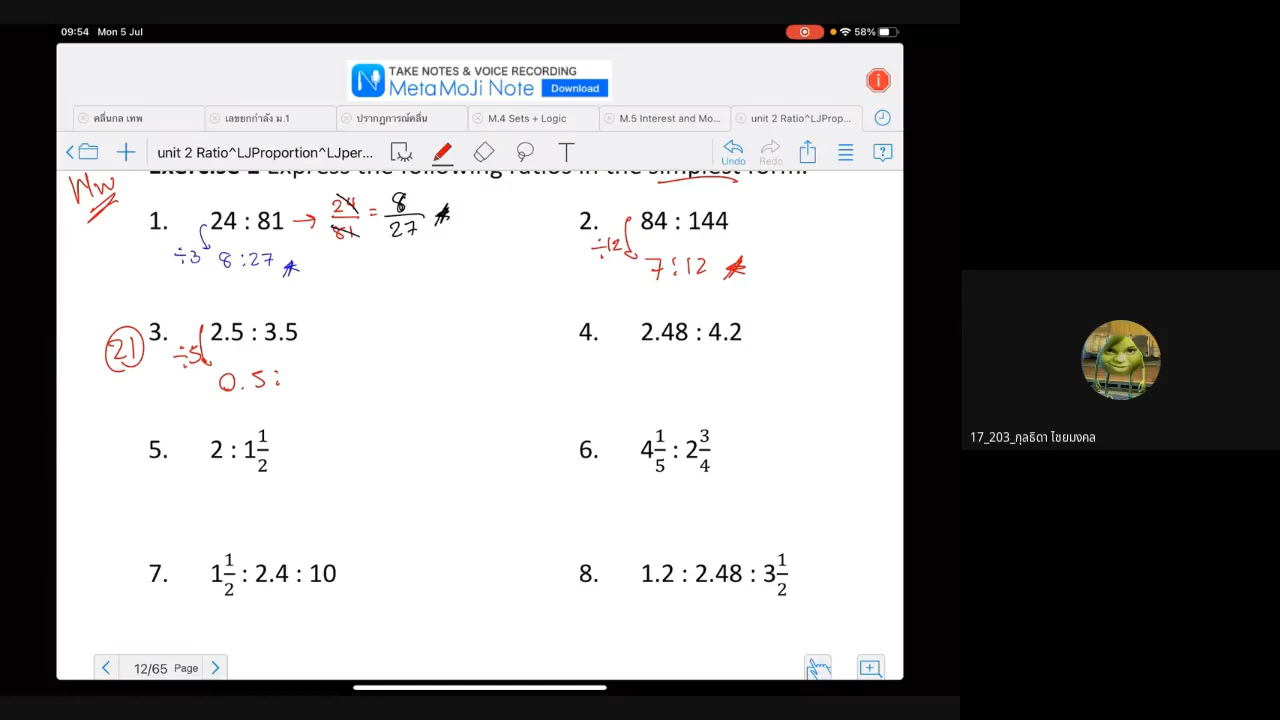 09:54 Mon 5 Jul
58%
TAKE NOTES & VOICE RECORDING
MetaMoJi Note Download
คลื่นกล เทพ
เลขยกกำลัง ม.1
ปรากฏการณ์คลื่น
M.4 Sets + Logic
M.5 Interest and Mo...
unit 2 Ratio^LJProp...
unit 2 Ratio^LJProportion^LJper...
T
Undo
Redo
Exercise 1 Express the following ratios in the simplest form.
HW
1. 24 : 81 → 24/81 = 8/27
÷3 8 : 27
2. 84 : 144
÷12 7 : 12
21
3. 2.5 : 3.5
÷5 0.5 :
4. 2.48 : 4.2
5. 2 : 1 1/2
6. 4 1/5 : 2 3/4
7. 1 1/2 : 2.4 : 10
8. 1.2 : 2.48 : 3 1/2
12/65 Page
17_203_กุลธิดา ไชยมงคล